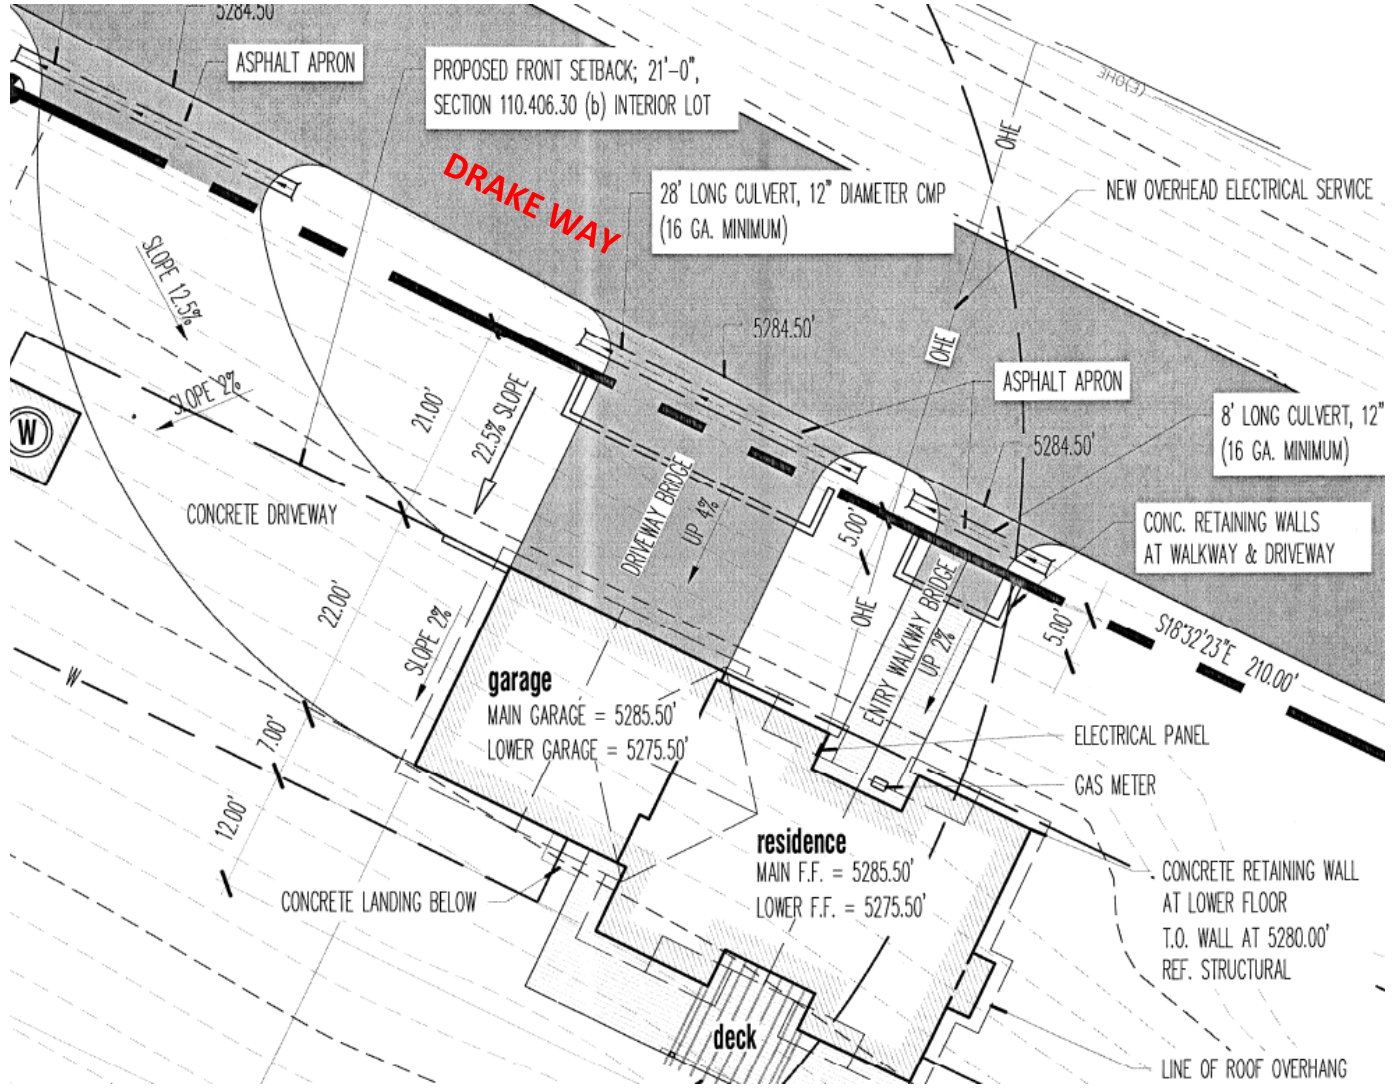 5284.50'
ASPHALT APRON
PROPOSED FRONT SETBACK; 21'-0",
SECTION 110.406.30 (b) INTERIOR LOT
(E)OHE
OHE
DRAKE WAY
28' LONG CULVERT, 12" DIAMETER CMP
(16 GA. MINIMUM)
NEW OVERHEAD ELECTRICAL SERVICE
SLOPE 12.5%
5284.50'
OHE
SLOPE 2%
21.00'
22.5% SLOPE
ASPHALT APRON
8' LONG CULVERT, 12"
(16 GA. MINIMUM)
5284.50'
W
CONCRETE DRIVEWAY
DRIVEWAY BRIDGE
UP 4%
5.00'
CONC. RETAINING WALLS
AT WALKWAY & DRIVEWAY
22.00'
SLOPE 2%
OHE
ENTRY WALKWAY BRIDGE
UP 2%
5.00'
S18°32'23"E 210.00'
W
garage
MAIN GARAGE = 5285.50'
LOWER GARAGE = 5275.50'
7.00'
ELECTRICAL PANEL
GAS METER
12.00'
residence
MAIN F.F. = 5285.50'
LOWER F.F. = 5275.50'
CONCRETE LANDING BELOW
CONCRETE RETAINING WALL
AT LOWER FLOOR
T.O. WALL AT 5280.00'
REF. STRUCTURAL
deck
LINE OF ROOF OVERHANG